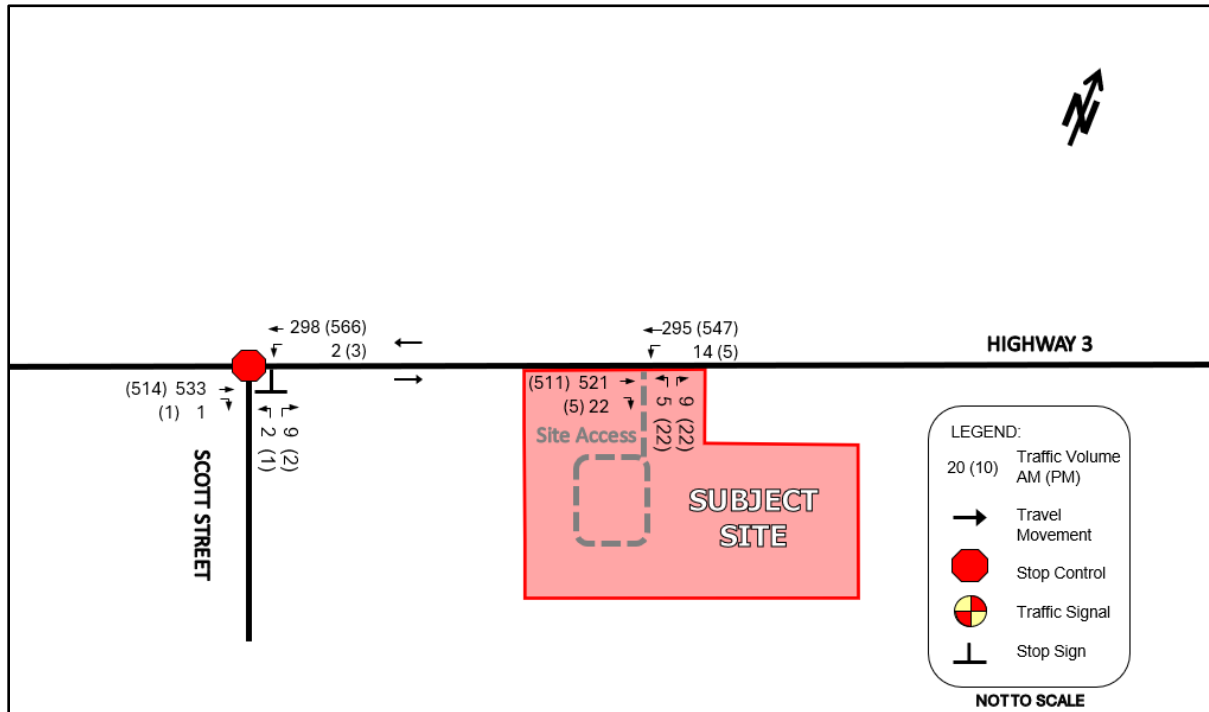 N
298 (566)
2 (3)
295 (547)
14 (5)
HIGHWAY 3
(514) 533
(1) 1
2 (1)
9 (2)
(511) 521
(5) 22
5 (22)
9 (22)
Site Access
SCOTT STREET
SUBJECT
SITE
LEGEND:
20 (10) Traffic Volume
AM (PM)
Travel
Movement
Stop Control
Traffic Signal
Stop Sign
NOT TO SCALE